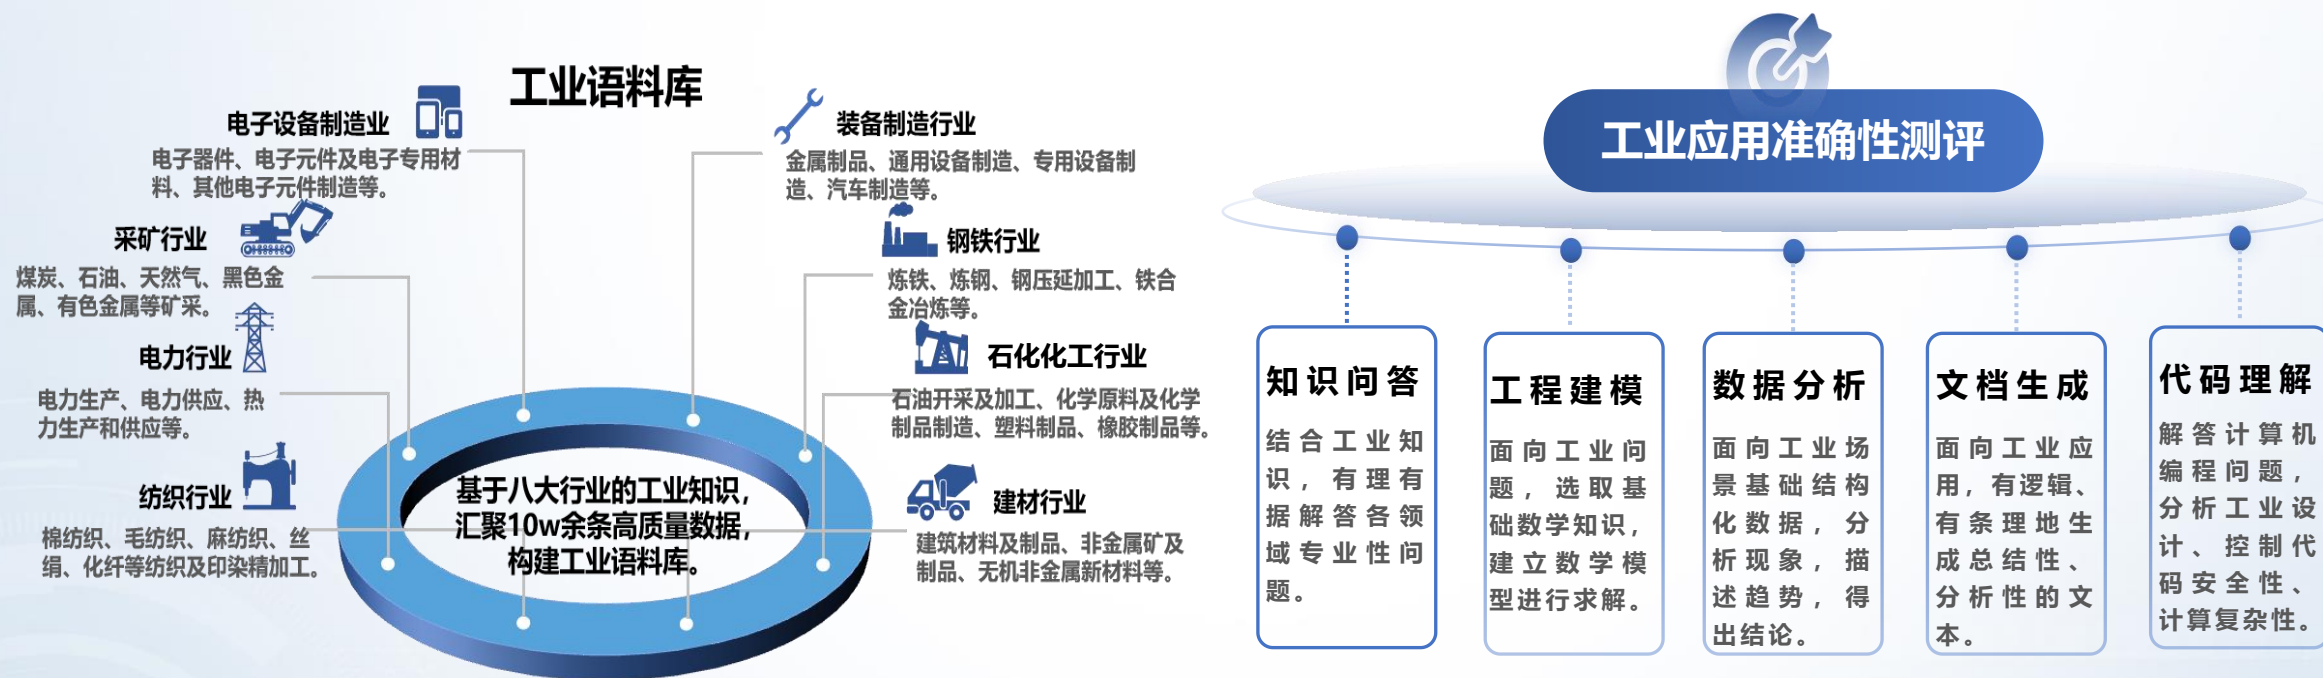 工业语料库
电子设备制造业
电子器件、电子元件及电子专用材
料、其他电子元件制造等。
采矿行业
煤炭、石油、天然气、黑色金
属、有色金属等矿采。
电力行业
电力生产、电力供应、热
力生产和供应等。
纺织行业
棉纺织、毛纺织、麻纺织、丝
绢、化纤等纺织及印染精加工。
装备制造行业
金属制品、通用设备制造、专用设备制
造、汽车制造等。
钢铁行业
炼铁、炼钢、钢压延加工、铁合
金冶炼等。
石化化工行业
石油开采及加工、化学原料及化学
制品制造、塑料制品、橡胶制品等。
建材行业
建筑材料及制品、非金属矿及
制品、无机非金属新材料等。
基于八大行业的工业知识，
汇聚10w余条高质量数据，
构建工业语料库。
工业应用准确性测评
知识问答
结合工业知
识，有理有
据解答各领
域专业性问
题。
工程建模
面向工业问
题，选取基
础数学知识，
建立数学模
型进行求解。
数据分析
面向工业场
景基础结构
化数据，分
析现象，描
述趋势，得
出结论。
文档生成
面向工业应
用，有逻辑、
有条理地生
成总结性、
分析性的文
本。
代码理解
解答计算机
编程问题，
分析工业设
计、控制代
码安全性、
计算复杂性。